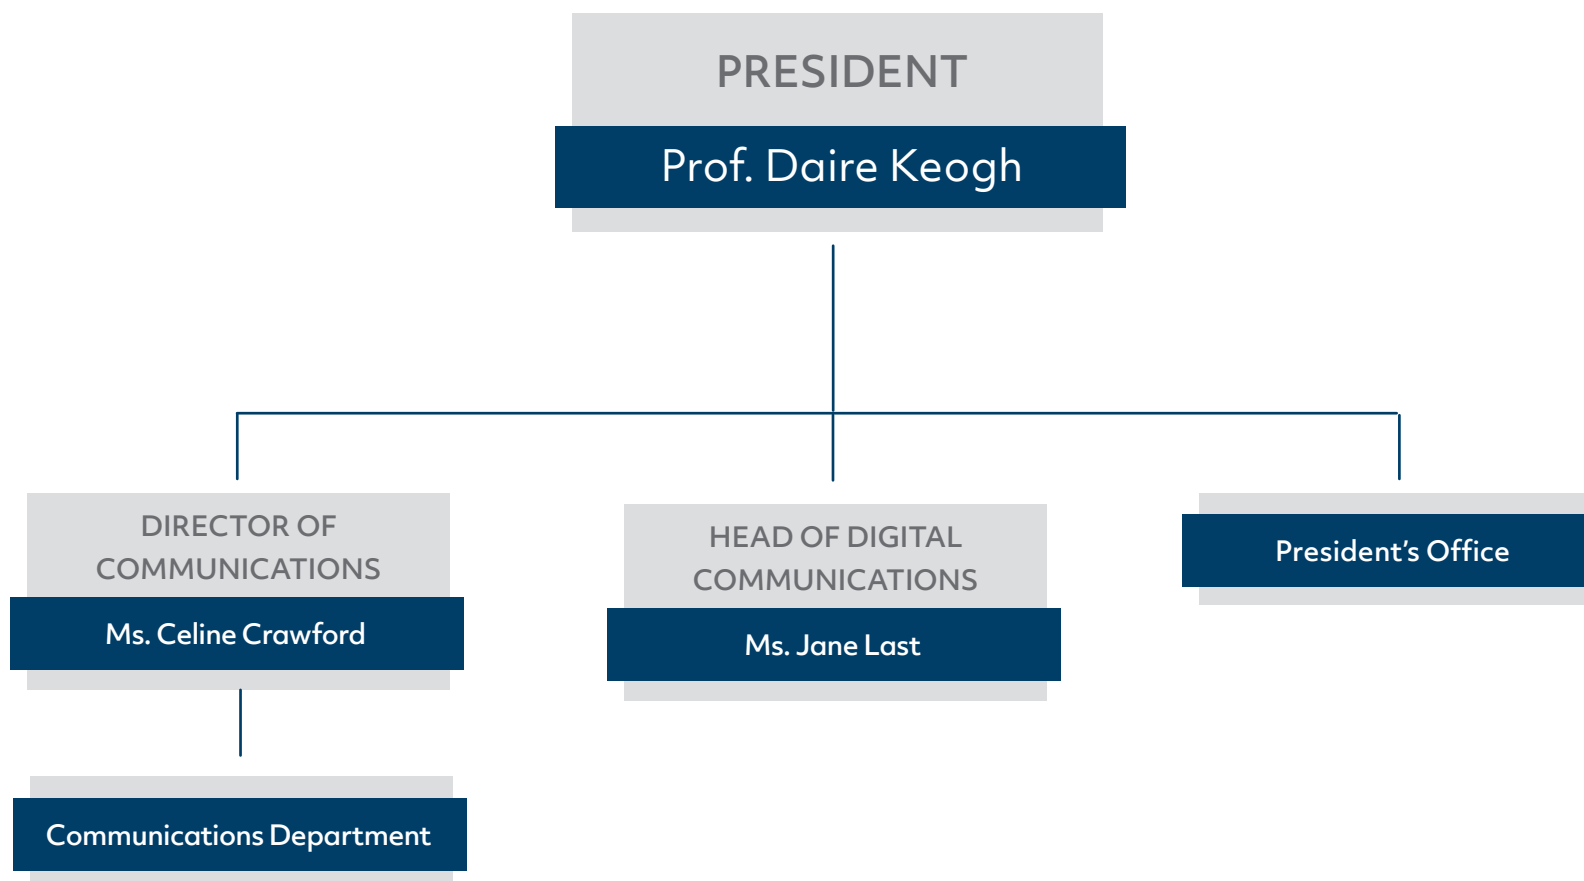 PRESIDENT
Prof. Daire Keogh
DIRECTOR OF
COMMUNICATIONS
Ms. Celine Crawford
HEAD OF DIGITAL
COMMUNICATIONS
Ms. Jane Last
President’s Office
Communications Department